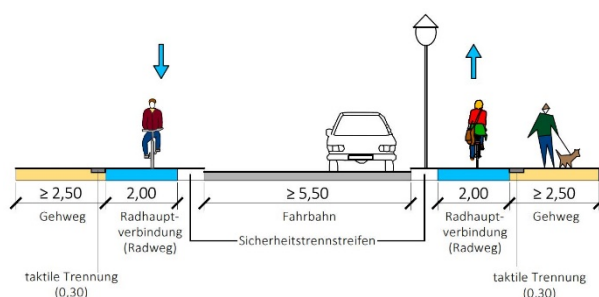 ≥ 2,50 2,00 ≥ 5,50 2,00 ≥ 2,50
Gehweg
Radhaupt-
verbindung
(Radweg)
Fahrbahn
Radhaupt-
verbindung
(Radweg)
Gehweg
Sicherheitstrennstreifen
taktile Trennung
(0,30)
taktile Trennung
(0,30)